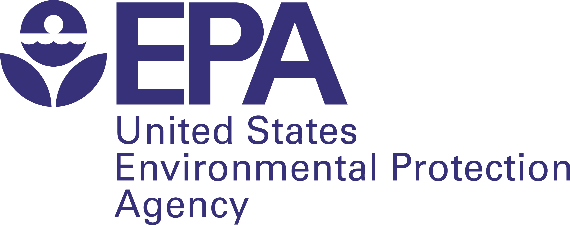 EPA
United States
Environmental Protection
Agency